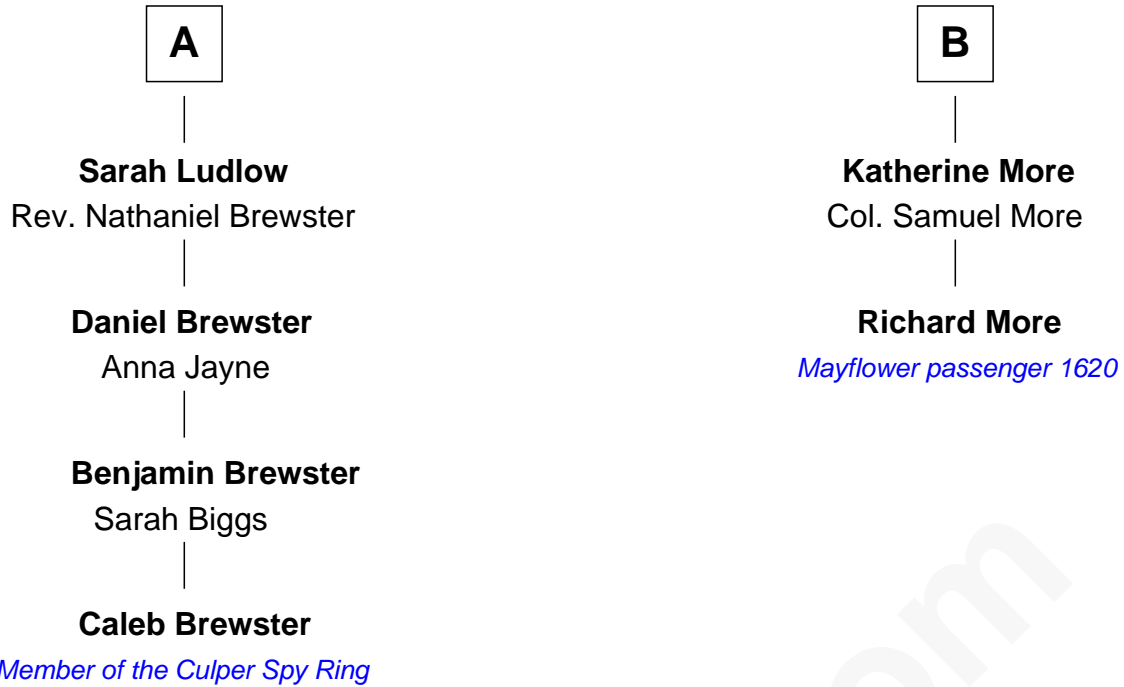 A
Sarah Ludlow
Rev. Nathaniel Brewster
Daniel Brewster
Anna Jayne
Benjamin Brewster
Sarah Biggs
Caleb Brewster
Member of the Culper Spy Ring
B
Katherine More
Col. Samuel More
Richard More
Mayflower passenger 1620
om